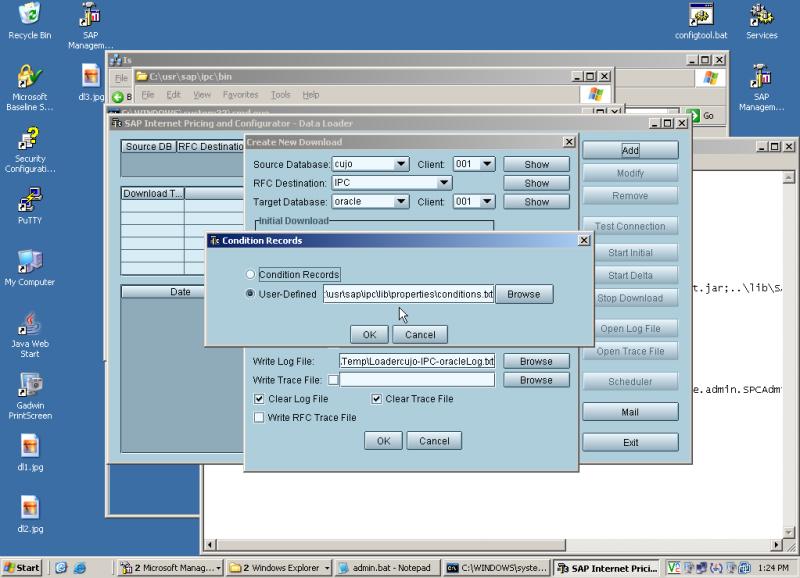 Recycle Bin
SAP Managem...
configtool.bat
Services
Microsoft Baseline S...
dl3.jpg
Security Configurati...
PuTTY
My Computer
Java Web Start
Gadwin PrintScreen
dl1.jpg
dl2.jpg
SAP Managem...
Is
File
C:\usr\sap\ipc\bin
File Edit View Favorites Tools Help
B
Go
SAP Internet Pricing and Configurator - Data Loader
Source DB RFC Destinatio
Download T...
Date
Create New Download
Source Database: cujo Client: 001 Show
RFC Destination: IPC Show
Target Database: oracle Client: 001 Show
Initial Download
Condition Records
Condition Records
User-Defined :\usr\sap\ipc\lib\properties\conditions.txt Browse
OK Cancel
Write Log File: .Temp\Loadercujo-IPC-oracleLog.txt Browse
Write Trace File: Browse
Clear Log File Clear Trace File
Write RFC Trace File
OK Cancel
Add
Modify
Remove
Test Connection
Start Initial
Start Delta
Stop Download
Open Log File
Open Trace File
Scheduler
Mail
Exit
t.jar;..\lib\S
e.admin.SPCAdm
Start
2 Microsoft Manag...
2 Windows Explorer
admin.bat - Notepad
C:\WINDOWS\syste...
SAP Internet Prici...
1:24 PM